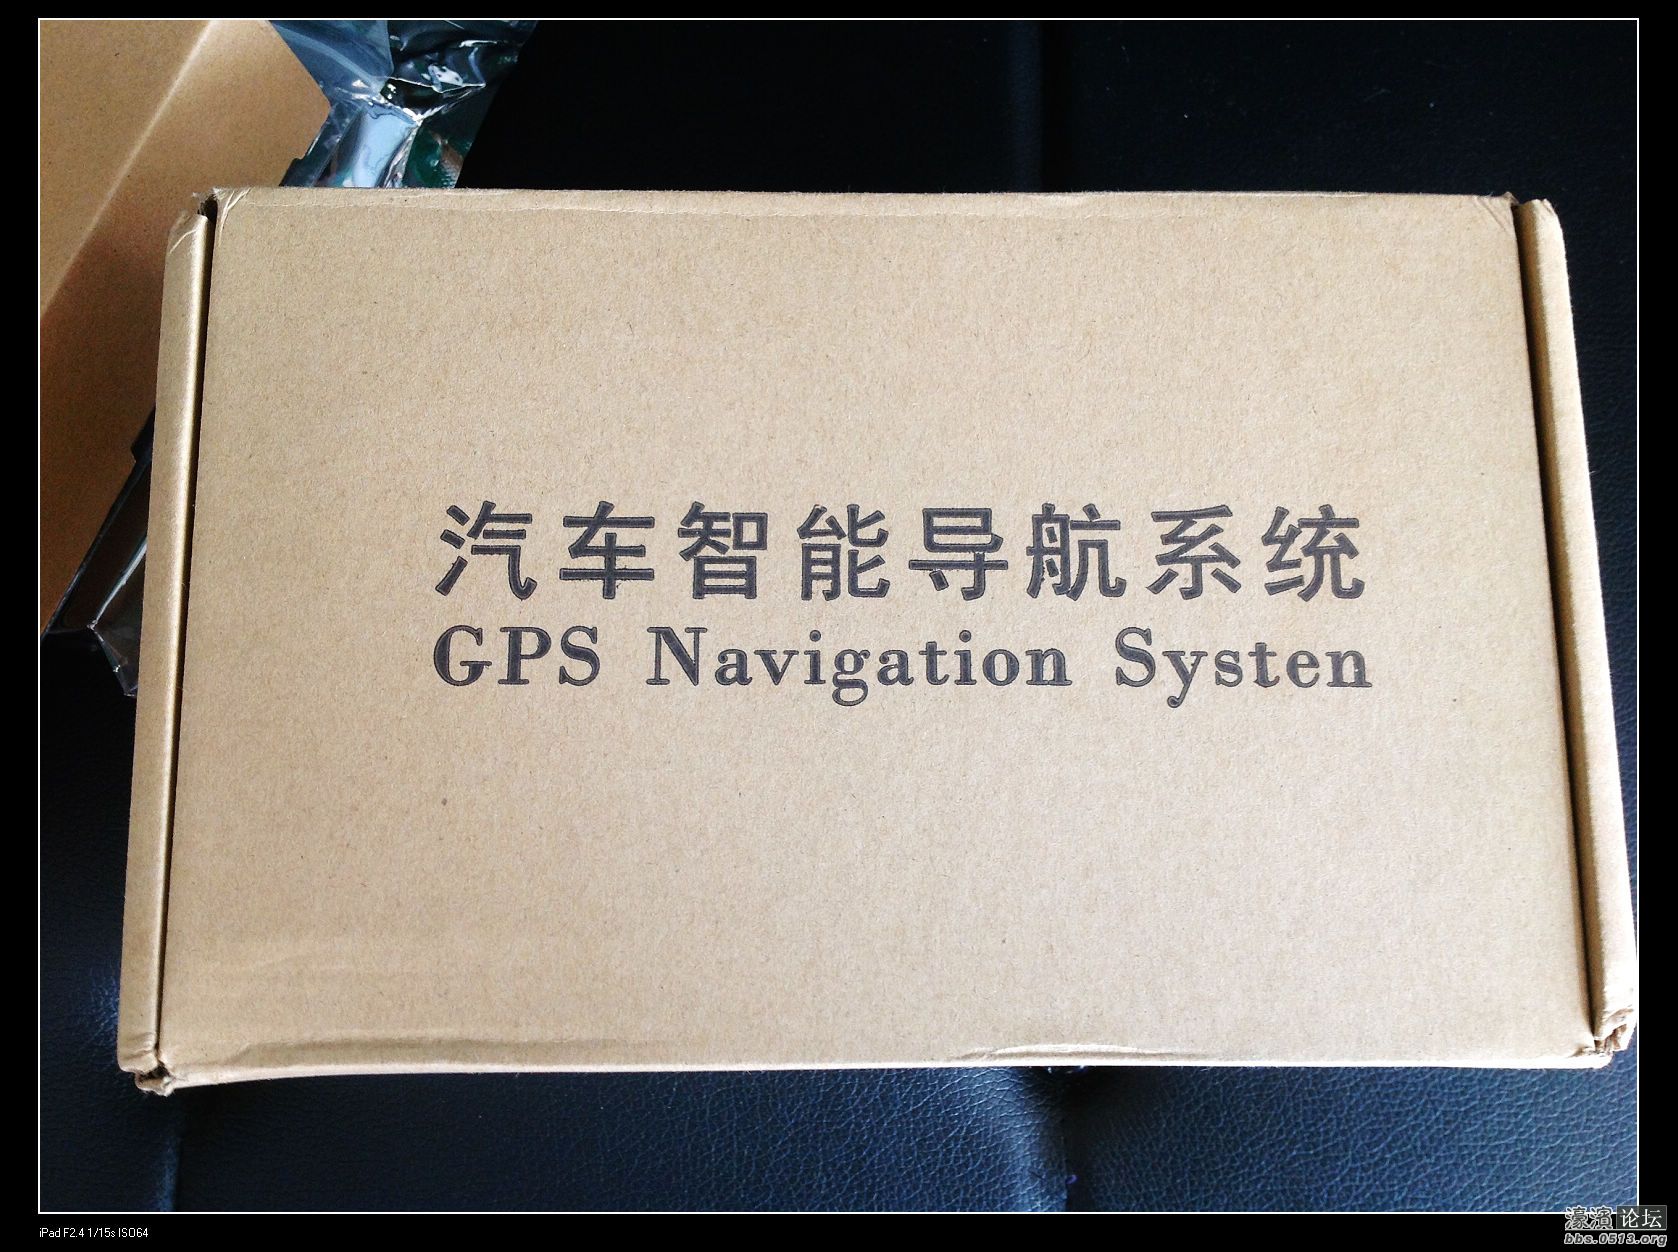 汽车智能导航系统
GPS Navigation Systen
iPad F2.4 1/15s ISO64
濠滨论坛
bbs.0513.org